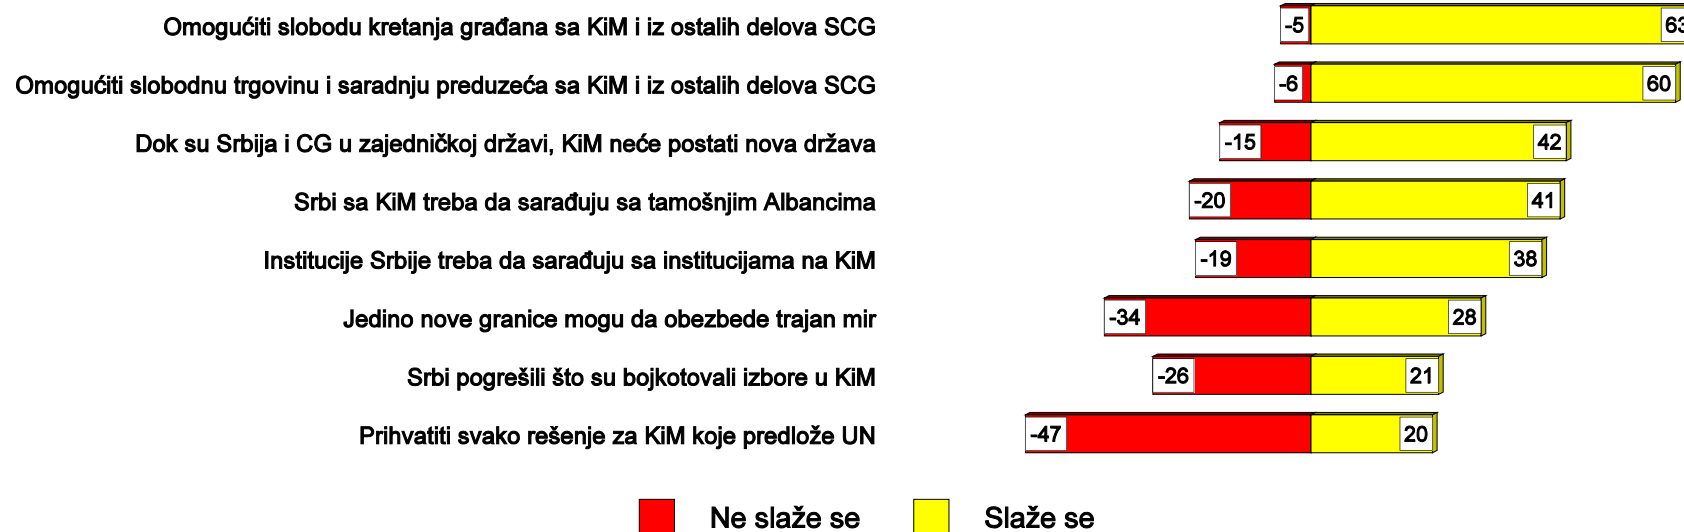 Omogućiti slobodu kretanja građana sa KiM i iz ostalih delova SCG -5 63
Omogućiti slobodnu trgovinu i saradnju preduzeća sa KiM i iz ostalih delova SCG -6 60
Dok su Srbija i CG u zajedničkoj državi, KiM neće postati nova država -15 42
Srbi sa KiM treba da sarađuju sa tamošnjim Albancima -20 41
Institucije Srbije treba da sarađuju sa institucijama na KiM -19 38
Jedino nove granice mogu da obezbede trajan mir -34 28
Srbi pogrešili što su bojkotovali izbore u KiM -26 21
Prihvatiti svako rešenje za KiM koje predlože UN -47 20
Ne slaže se Slaže se